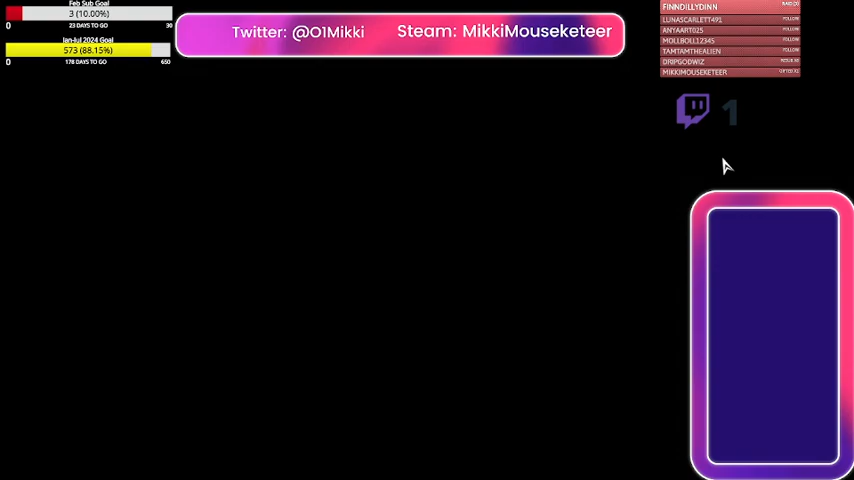 Feb Sub Goal
3 (10.00%)
0 23 DAYS TO GO 30
Jan-Jul 2024 Goal
573 (88.15%)
0 178 DAYS TO GO 650
Twitter: @O1Mikki Steam: MikkiMouseketeer
FINNDILLYDINN
LUNASCARLETT491 FOLLOW
ANYAART025 FOLLOW
MOLLBOLL12345 FOLLOW
TAMTAMTHEALIEN FOLLOW
DRIPGODWIZ
MIKKIMOUSEKETEER
1